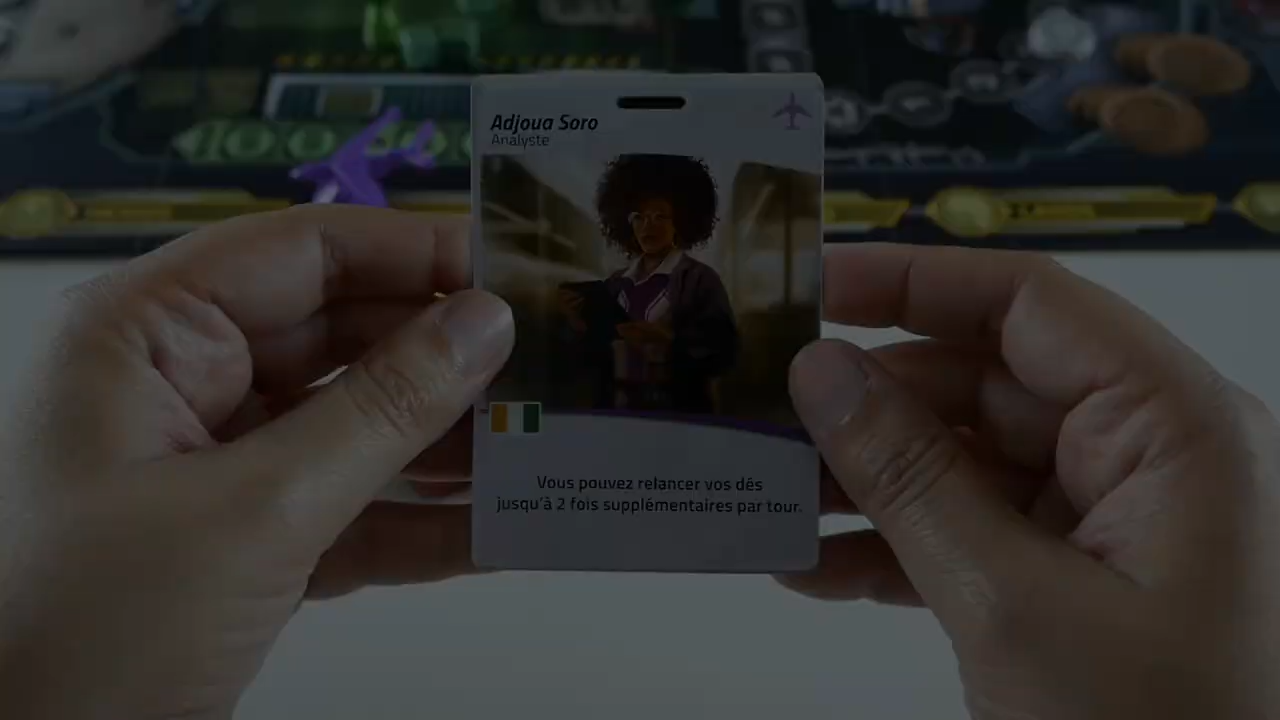 Adjoua Soro
Analyste
Vous pouvez relancer vos dés
jusqu'à 2 fois supplémentaires par tour.